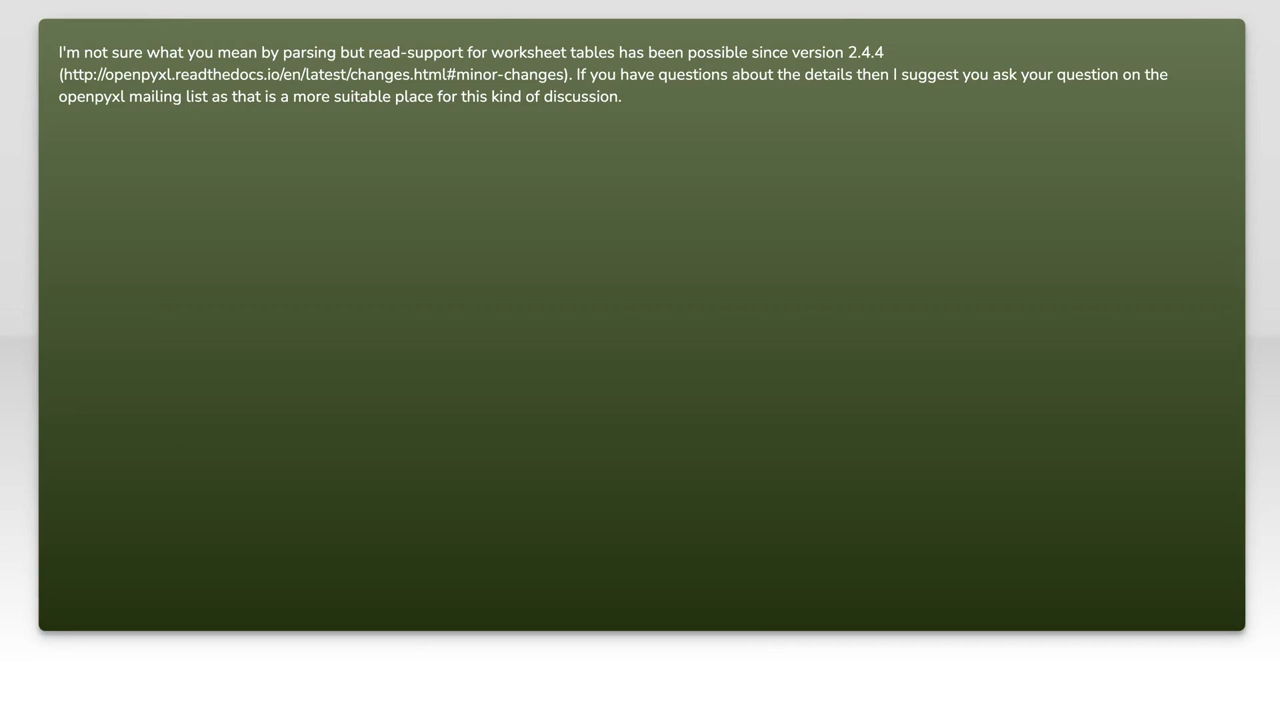 I'm not sure what you mean by parsing but read-support for worksheet tables has been possible since version 2.4.4
(http://openpyxl.readthedocs.io/en/latest/changes.html#minor-changes). If you have questions about the details then I suggest you ask your question on the
openpyxl mailing list as that is a more suitable place for this kind of discussion.